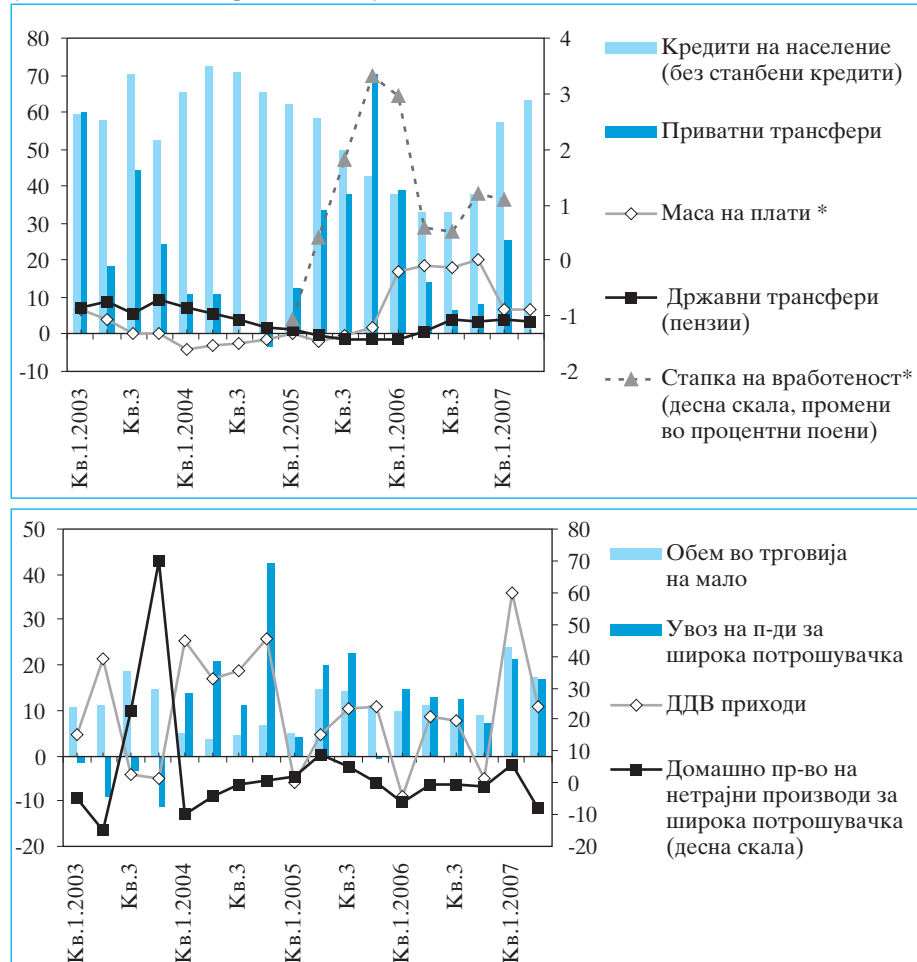 80
70
60
50
40
30
20
10
0
-10
4
3
2
1
0
-1
-2
Кв.1.2003
Кв.3
Кв.1.2004
Кв.3
Кв.1.2005
Кв.3
Кв.1.2006
Кв.3
Кв.1.2007
Кредити на население
(без станбени кредити)
Приватни трансфери
Маса на плати *
Државни трансфери
(пензии)
Стапка на вработеност*
(десна скала, промени
во процентни поени)
50
40
30
20
10
0
-10
-20
80
70
60
50
40
30
20
10
0
-10
-20
Кв.1.2003
Кв.3
Кв.1.2004
Кв.3
Кв.1.2005
Кв.3
Кв.1.2006
Кв.3
Кв.1.2007
Обем во трговија
на мало
Увоз на п-ди за
широка потрошувачка
ДДВ приходи
Домашно пр-во на
нетрајни производи за
широка потрошувачка
(десна скала)